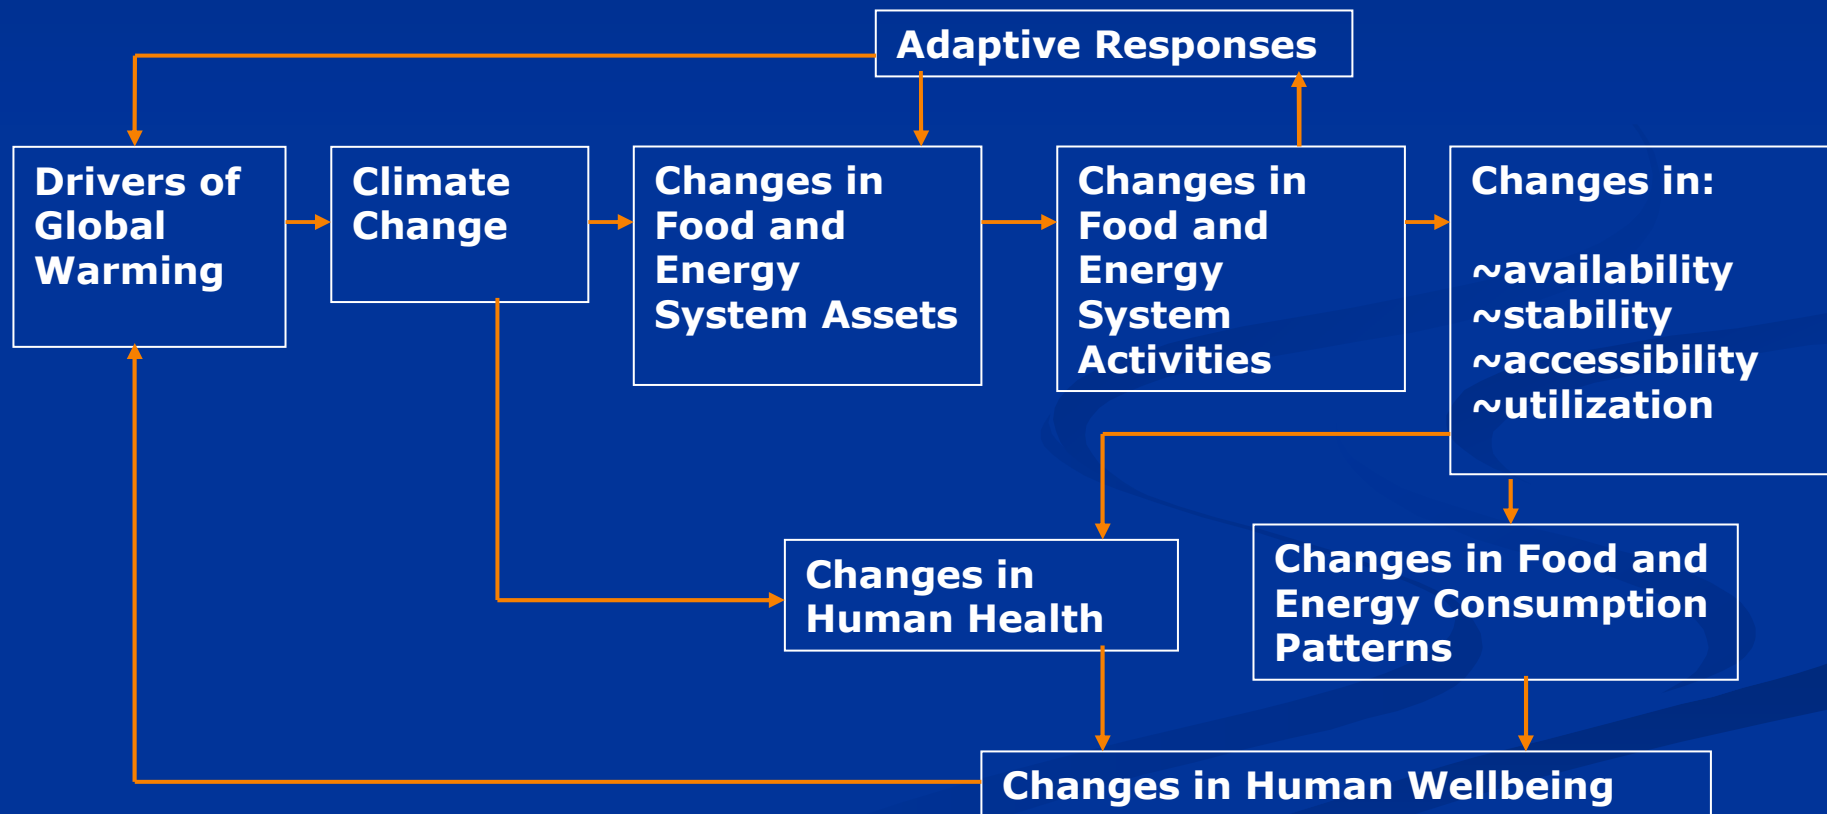 Adaptive Responses
Drivers of
Global
Warming
Climate
Change
Changes in
Food and
Energy
System Assets
Changes in
Food and
Energy
System
Activities
Changes in:
~availability
~stability
~accessibility
~utilization
Changes in
Human Health
Changes in Food and
Energy Consumption
Patterns
Changes in Human Wellbeing